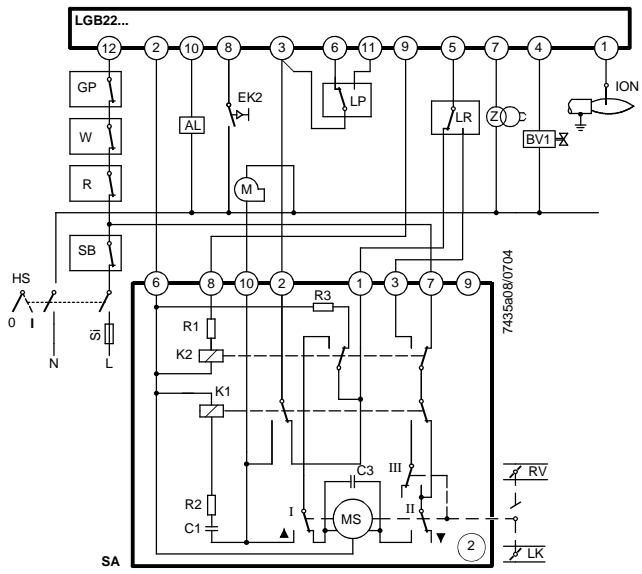 LGB22...
12 2 10 8 3 6 11 9 5 7 4 1
GP
EK2
LP
ION
W
AL
LR
Z
BV1
R
M
SB
HS
6 8 10 2 1 3 7 9
0 I
Si
R3
R1
N L
K2
K1
7435a08/0704
C3
III
RV
R2
I
MS
II
C1
2
SA
LK